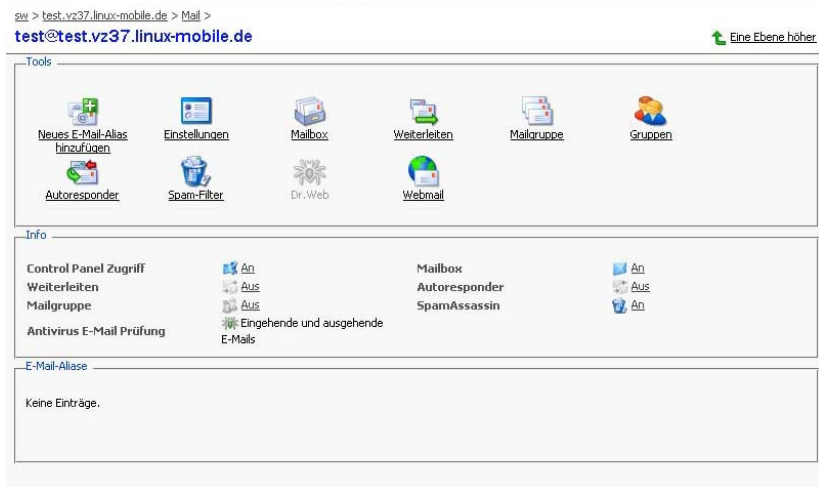 sw > test.vz37.linux-mobile.de > Mail >
test@test.vz37.linux-mobile.de
Eine Ebene höher
Tools
Neues E-Mail-Alias hinzufügen
Einstellungen
Mailbox
Weiterleiten
Mailgruppe
Gruppen
Autoresponder
Spam-Filter
Dr.Web
Webmail
Info
Control Panel Zugriff An
Mailbox An
Weiterleiten Aus
Autoresponder Aus
Mailgruppe Aus
SpamAssassin An
Antivirus E-Mail Prüfung Eingehende und ausgehende E-Mails
E-Mail-Aliase
Keine Einträge.